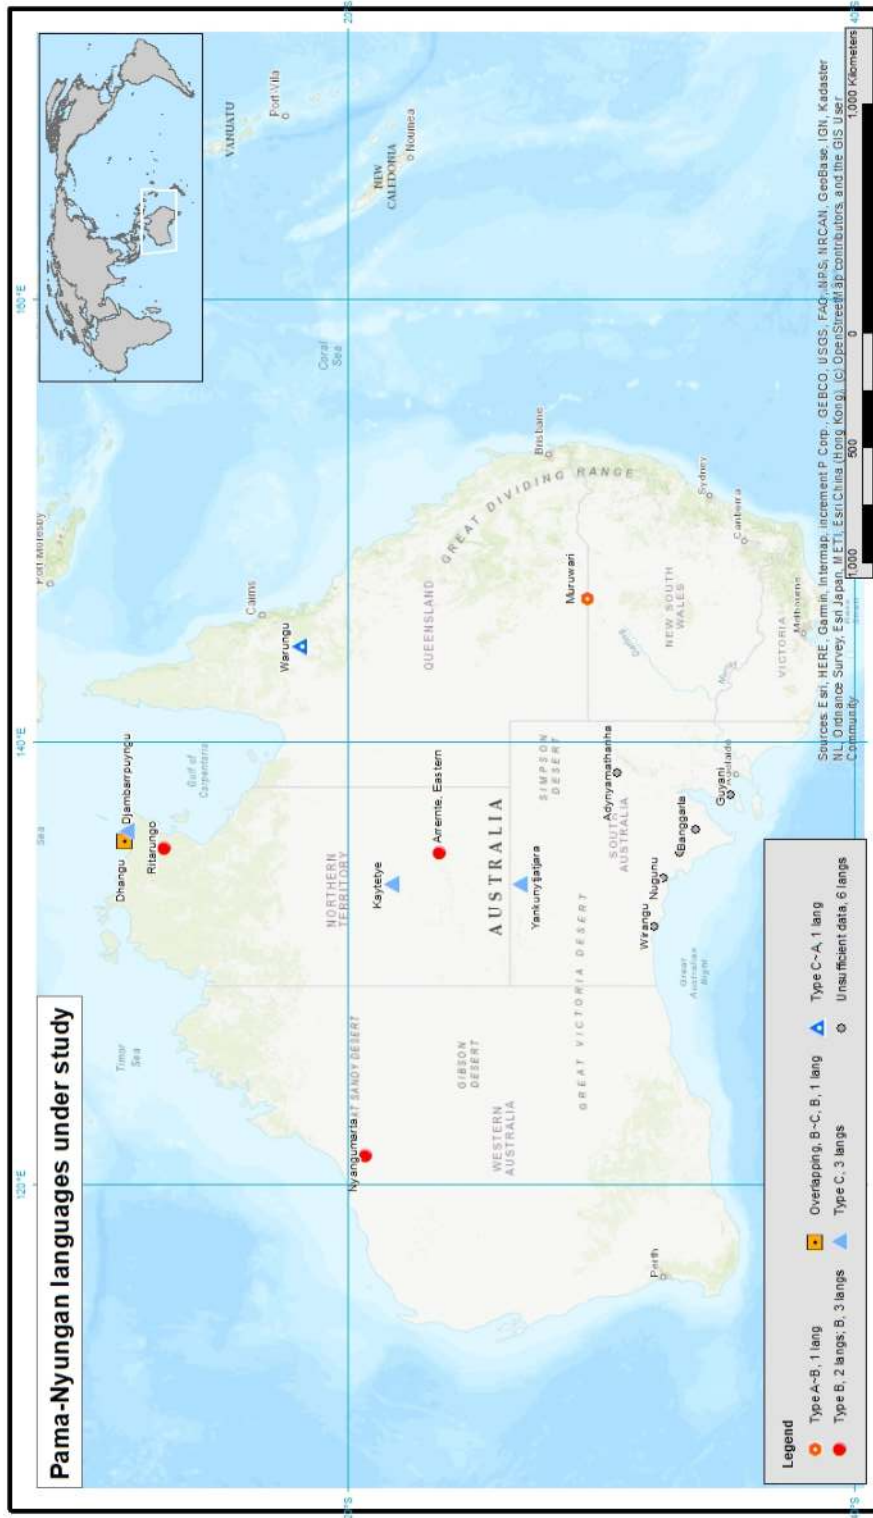 Pama-Nyungan languages under study
120°E
140°E
160°E
20°S
20°S
40°S
40°S
Timor
Sea
Sea
Port Moresby
VANUATU
Port-Vila
NEW
CALEDONIA
Noumea
Coral
Sea
Gulf of
Carpentaria
Dhangu
Djambarrpuyngu
Ritarungo
Cairns
Warungu
Nyangumarta
AT SANDY DESERT
NORTHERN
TERRITORY
Kaytetye
Arrernte, Eastern
QUEENSLAND
GREAT DIVIDING RANGE
GIBSON
DESERT
WESTERN
AUSTRALIA
AUSTRALIA
SIMPSON
DESERT
Yankunytjatjara
Brisbane
Muruwari
GREAT VICTORIA DESERT
SOUTH
AUSTRALIA
Adnyamathanha
Darling
NEW SOUTH
WALES
Wirangu
Nugunu
Banggarla
Guyani
Adelaide
Perth
Great
Australian
Bight
Sydney
Canberra
VICTORIA
Melbourne
Legend
Type A~B, 1 lang
Overlapping, B~C, B, 1 lang
Type C~A, 1 lang
Type B, 2 langs; B, 3 langs
Type C, 3 langs
Unsufficient data, 6 langs
Sources: Esri, HERE, Garmin, Intermap, increment P Corp., GEBCO, USGS, FAO, NPS, NRCAN, GeoBase, IGN, Kadaster
NL, Ordnance Survey, Esri Japan, METI, Esri China (Hong Kong), (c) OpenStreetMap contributors, and the GIS User
Community
1,000
500
0
1,000 Kilometers